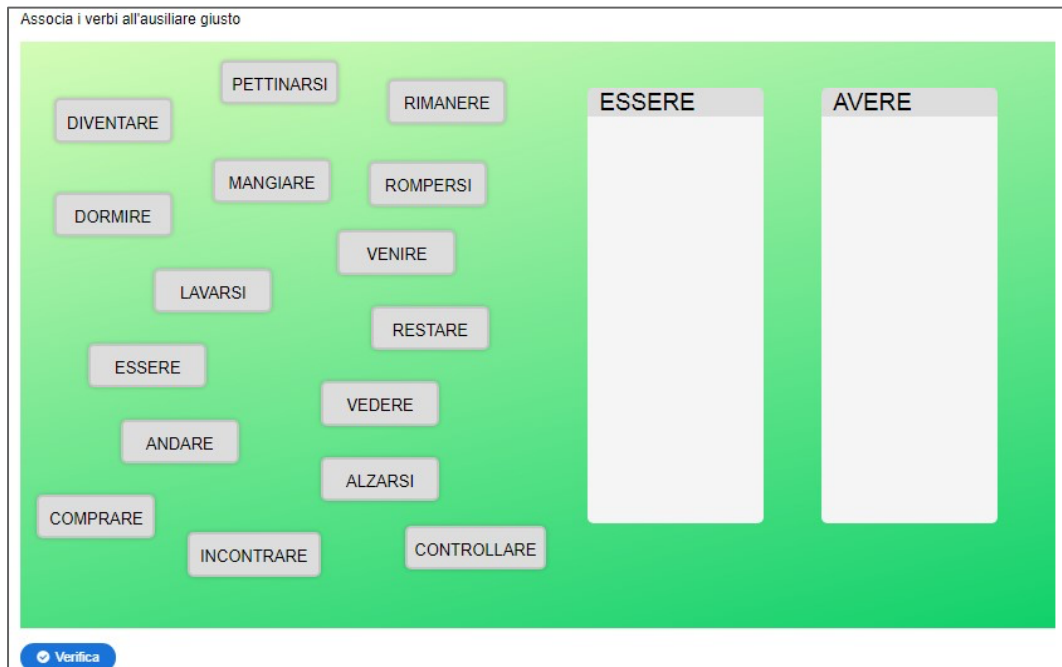 Associa i verbi all'ausiliare giusto
PETTINARSI
RIMANERE
DIVENTARE
MANGIARE
ROMPERSI
DORMIRE
VENIRE
LAVARSI
RESTARE
ESSERE
VEDERE
ANDARE
ALZARSI
COMPRARE
INCONTRARE
CONTROLLARE
ESSERE
AVERE
Verifica